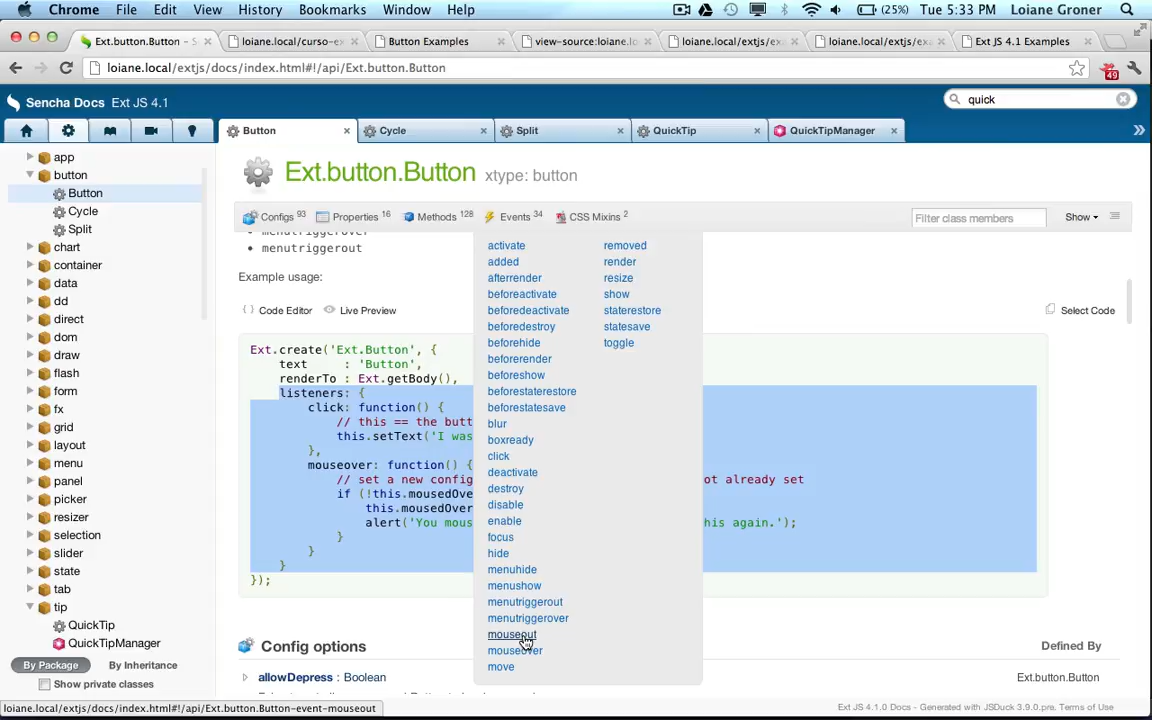 Chrome File Edit View History Bookmarks Window Help (25%) Tue 5:33 PM Loiane Groner
Ext.button.Button – S loiane.local/curso-ex Button Examples view-source:loiane.lo loiane.local/extjs/exa loiane.local/extjs/exa Ext JS 4.1 Examples
loiane.local/extjs/docs/index.html#!/api/Ext.button.Button 49
Sencha Docs Ext JS 4.1 quick
Button Cycle Split QuickTip QuickTipManager
app
button
Button
Cycle
Split
chart
container
data
dd
direct
dom
draw
flash
form
fx
grid
layout
menu
panel
picker
resizer
selection
slider
state
tab
tip
QuickTip
QuickTipManager
By Package By Inheritance
Show private classes
Ext.button.Button xtype: button
Configs 93 Properties 16 Methods 128 Events 34 CSS Mixins 2 Filter class members Show
menutriggerout
Example usage:
Code Editor Live Preview Select Code
Ext.create('Ext.Button', {
text : 'Button',
renderTo : Ext.getBody(),
listeners: {
click: function() {
// this == the butt
this.setText('I was
},
mouseover: function() {
// set a new config ot already set
if (!this.mousedOve
this.mousedOver
alert('You mous his again.');
}
}
}
});
activate
added
afterrender
beforeactivate
beforedeactivate
beforedestroy
beforehide
beforerender
beforeshow
beforestaterestore
beforestatesave
blur
boxready
click
deactivate
destroy
disable
enable
focus
hide
menuhide
menushow
menutriggerout
menutriggerover
mouseout
mouseover
move
removed
render
resize
show
staterestore
statesave
toggle
Config options Defined By
allowDepress : Boolean Ext.button.Button
loiane.local/extjs/docs/index.html#!/api/Ext.button.Button-event-mouseout
Ext JS 4.1.0 Docs - Generated with JSDuck 3.9.0.pre. Terms of Use